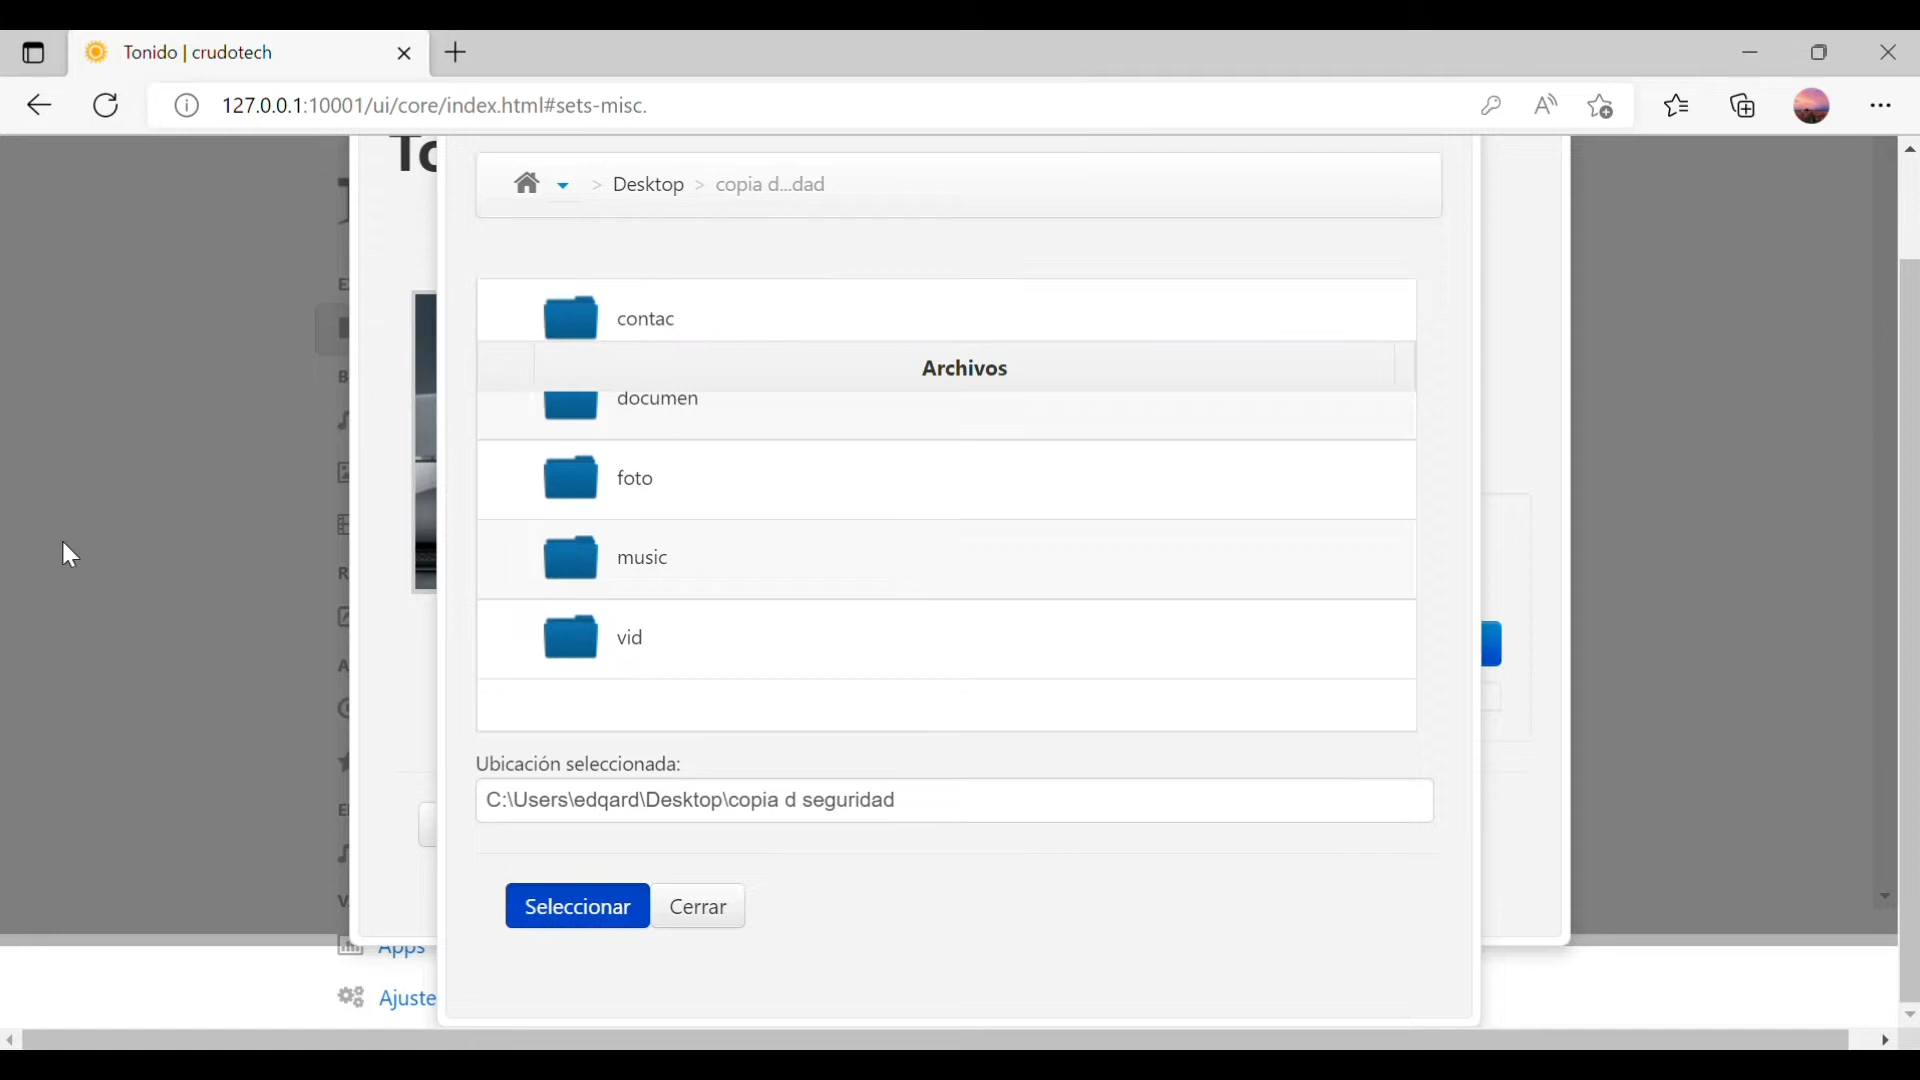 Tonido | crudotech
127.0.0.1:10001/ui/core/index.html#sets-misc.
To
> Desktop > copia d...dad
contac
Archivos
documen
foto
music
vid
Ubicación seleccionada:
C:\Users\edqard\Desktop\copia d seguridad
Seleccionar Cerrar
Apps
Ajuste